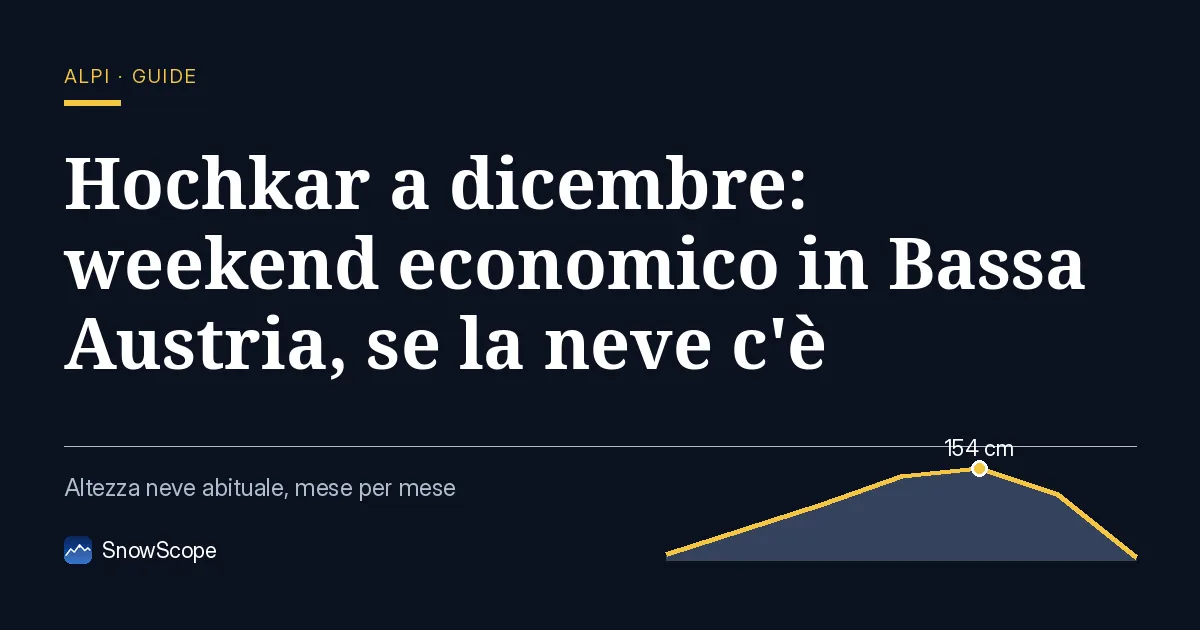 ALPI · GUIDE
Hochkar a dicembre:
weekend economico in Bassa
Austria, se la neve c'è
154 cm
Altezza neve abituale, mese per mese
SnowScope